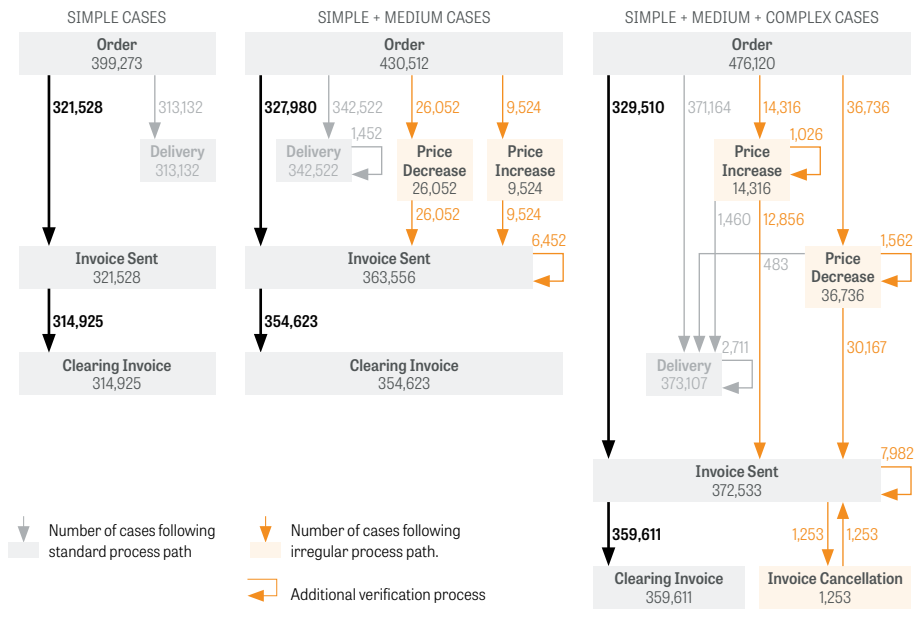 SIMPLE CASES
Order
399,273
321,528
313,132
Delivery
313,132
Invoice Sent
321,528
314,925
Clearing Invoice
314,925
SIMPLE + MEDIUM CASES
Order
430,512
327,980
342,522
26,052
9,524
1,452
Delivery
342,522
Price
Decrease
26,052
Price
Increase
9,524
26,052
9,524
6,452
Invoice Sent
363,556
354,623
Clearing Invoice
354,623
SIMPLE + MEDIUM + COMPLEX CASES
Order
476,120
329,510
371,164
14,316
36,736
1,026
Price
Increase
14,316
1,460
12,856
1,562
483
Price
Decrease
36,736
2,711
30,167
Delivery
373,107
7,982
Invoice Sent
372,533
359,611
1,253
1,253
Clearing Invoice
359,611
Invoice Cancellation
1,253
Number of cases following
standard process path
Number of cases following
irregular process path.
Additional verification process